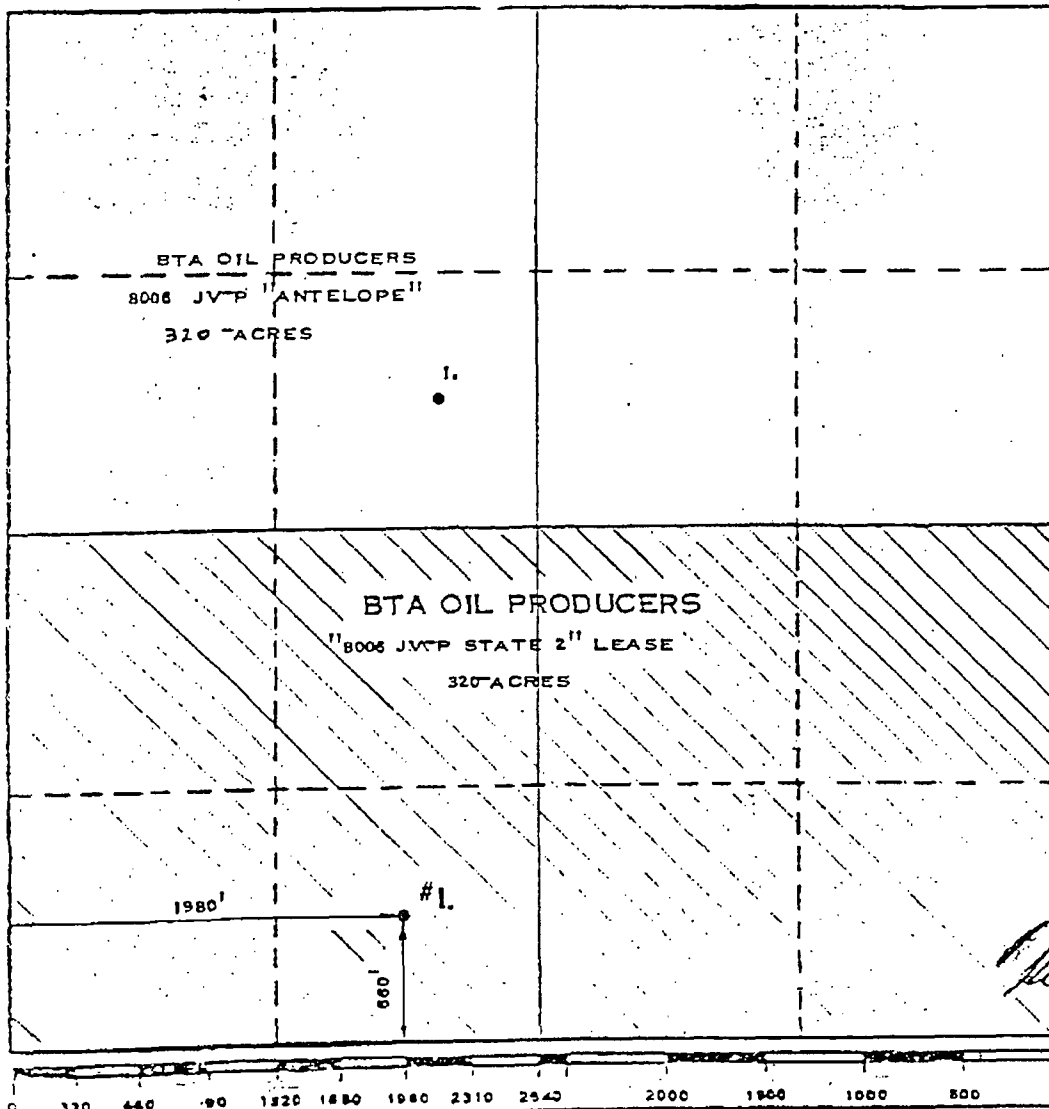 BTA OIL PRODUCERS
8006 JV-P "ANTELOPE"
320 ACRES
1.
BTA OIL PRODUCERS
"8006 JV-P STATE 2" LEASE
320 ACRES
#1.
1980'
660'
0 330 660 990 1320 1650 1980 2310 2640 2000 1500 1000 500